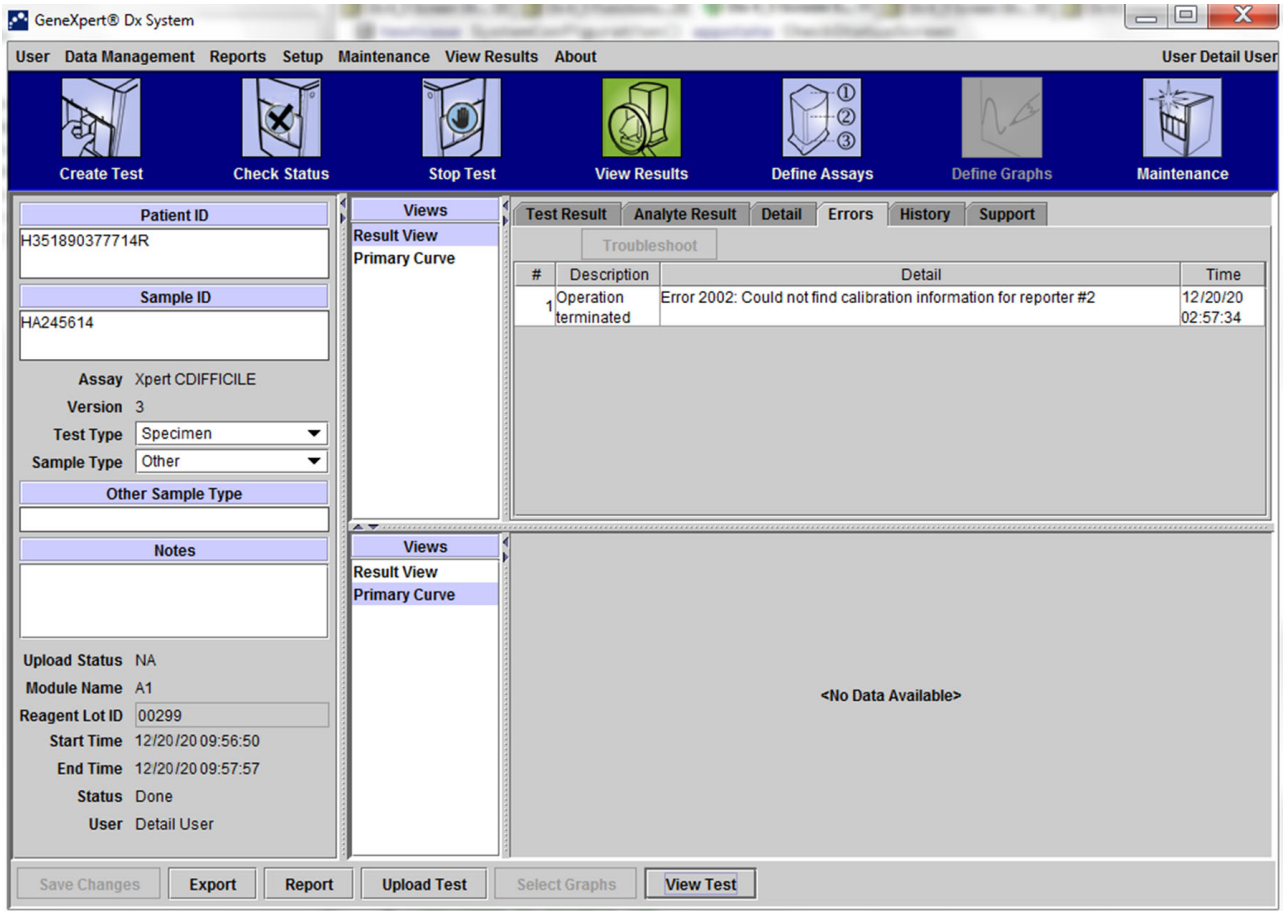 GeneXpert® Dx System
User Data Management Reports Setup Maintenance View Results About User Detail User
Create Test Check Status Stop Test View Results Define Assays Define Graphs Maintenance
① ② ③
Patient ID
H351890377714R
Sample ID
HA245614
Assay Xpert CDIFFICILE
Version 3
Test Type Specimen
Sample Type Other
Other Sample Type
Notes
Upload Status NA
Module Name A1
Reagent Lot ID 00299
Start Time 12/20/20 09:56:50
End Time 12/20/20 09:57:57
Status Done
User Detail User
Views
Result View
Primary Curve
Test Result Analyte Result Detail Errors History Support
Troubleshoot
# Description Detail Time
1 Operation terminated Error 2002: Could not find calibration information for reporter #2 12/20/20 02:57:34
Views
Result View
Primary Curve
<No Data Available>
Save Changes Export Report Upload Test Select Graphs View Test